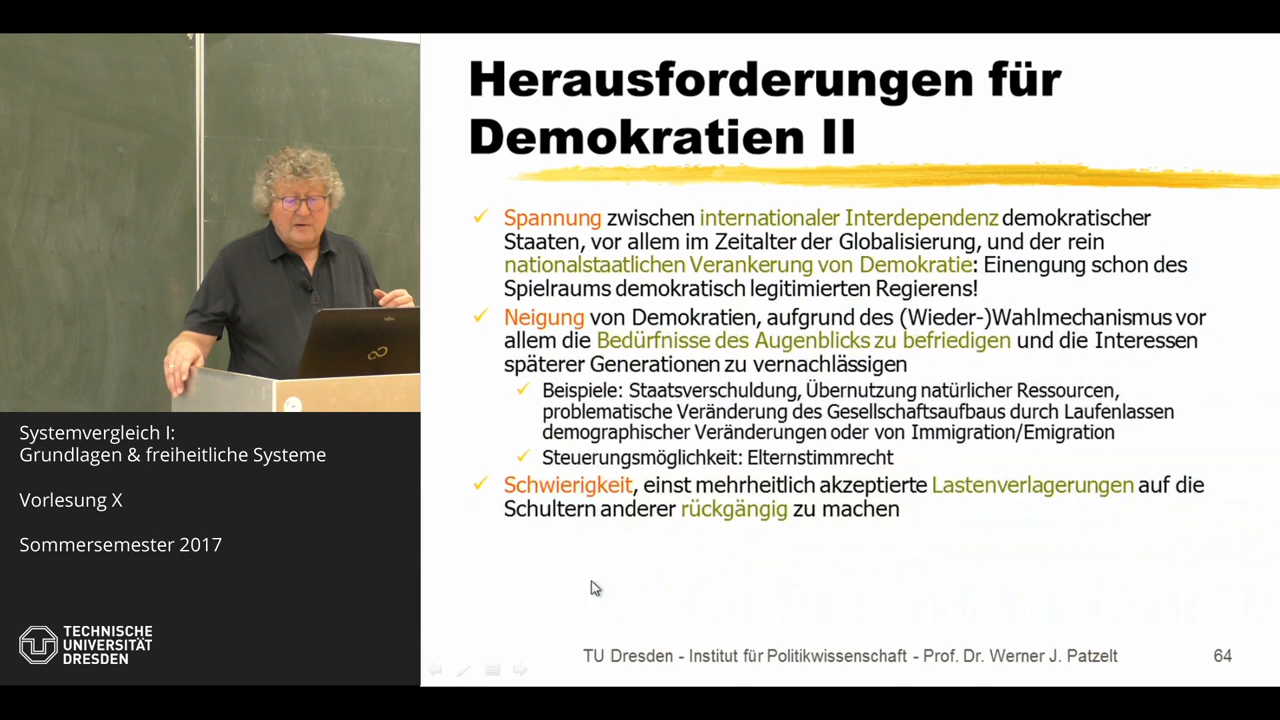 Herausforderungen für
Demokratien II
Spannung zwischen internationaler Interdependenz demokratischer
Staaten, vor allem im Zeitalter der Globalisierung, und der rein
nationalstaatlichen Verankerung von Demokratie: Einengung schon des
Spielraums demokratisch legitimierten Regierens!
Neigung von Demokratien, aufgrund des (Wieder-)Wahlmechanismus vor
allem die Bedürfnisse des Augenblicks zu befriedigen und die Interessen
späterer Generationen zu vernachlässigen
Beispiele: Staatsverschuldung, Übernutzung natürlicher Ressourcen,
problematische Veränderung des Gesellschaftsaufbaus durch Laufenlassen
demographischer Veränderungen oder von Immigration/Emigration
Steuerungsmöglichkeit: Elternstimmrecht
Schwierigkeit, einst mehrheitlich akzeptierte Lastenverlagerungen auf die
Schultern anderer rückgängig zu machen
TU Dresden - Institut für Politikwissenschaft - Prof. Dr. Werner J. Patzelt
64
Systemvergleich I:
Grundlagen & freiheitliche Systeme
Vorlesung X
Sommersemester 2017
TECHNISCHE
UNIVERSITÄT
DRESDEN